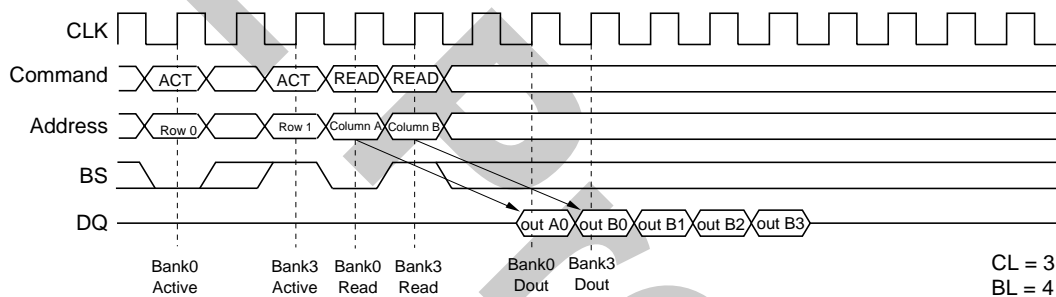 CLK
Command ACT ACT READ READ
Address Row 0 Row 1 Column A Column B
BS
DQ out A0 out B0 out B1 out B2 out B3
Bank0 Active Bank3 Active Bank0 Read Bank3 Read Bank0 Dout Bank3 Dout
CL = 3
BL = 4